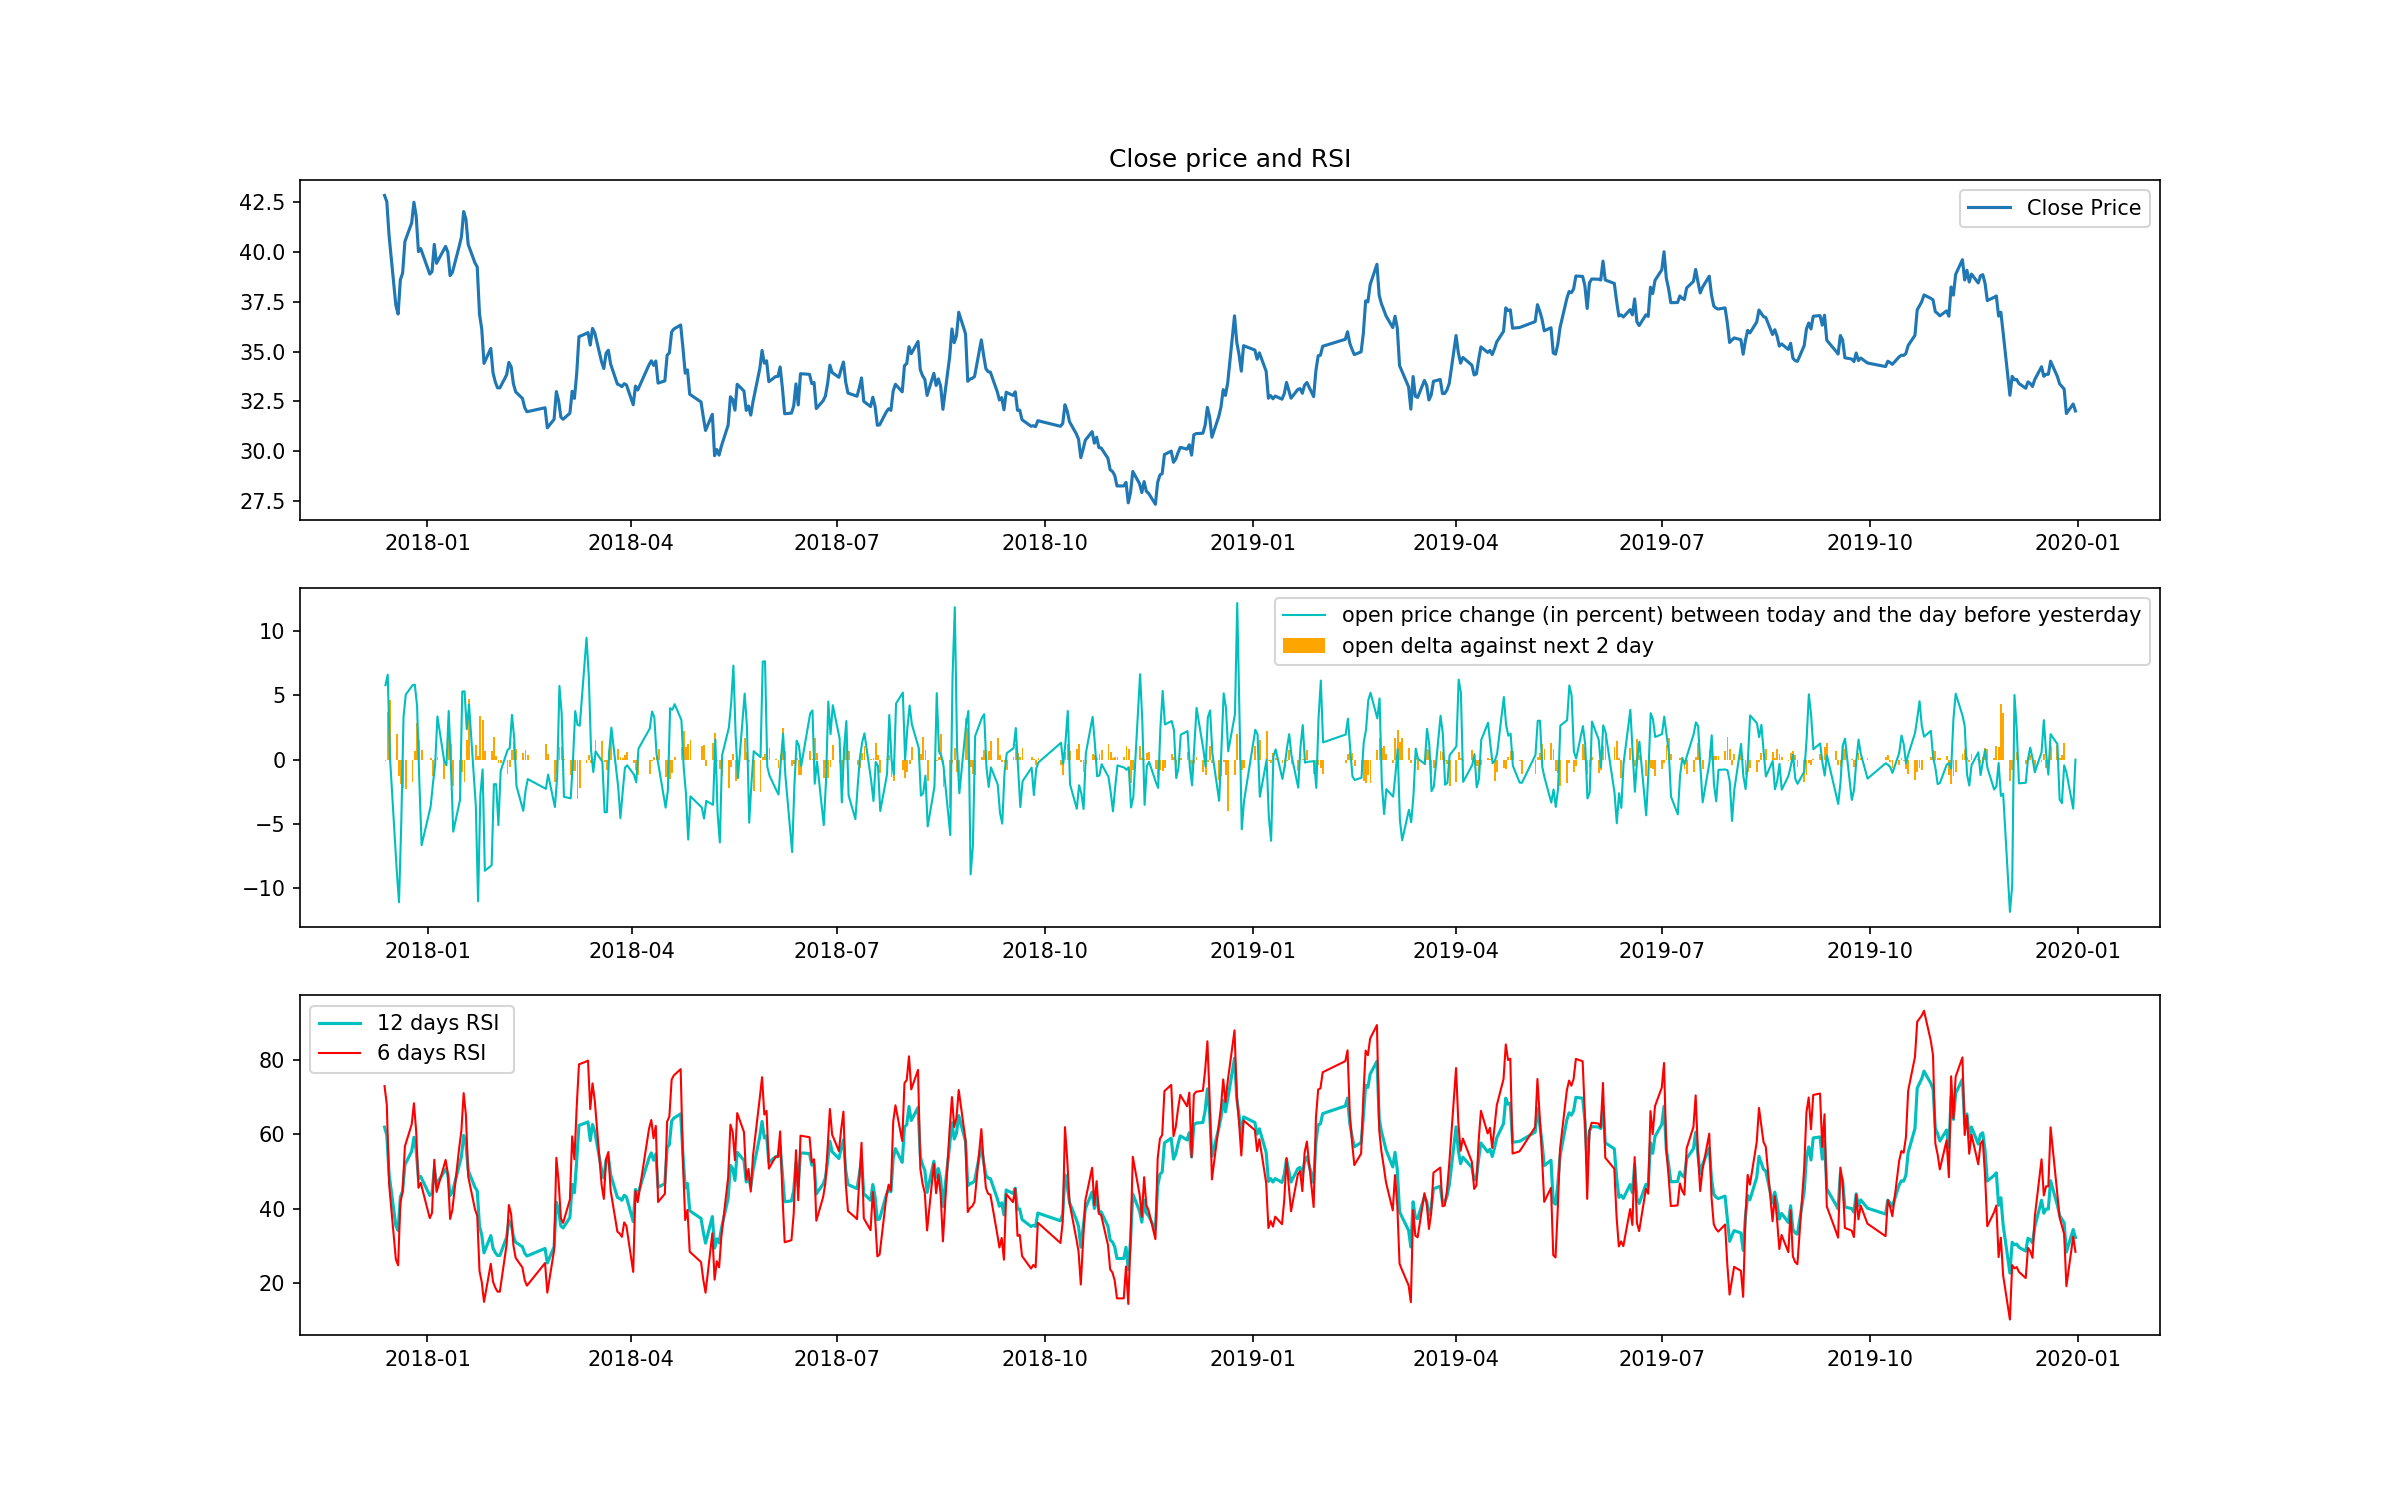 Close price and RSI
42.5
40.0
37.5
35.0
32.5
30.0
27.5
Close Price
2018-01 2018-04 2018-07 2018-10 2019-01 2019-04 2019-07 2019-10 2020-01
10
5
0
−5
−10
open price change (in percent) between today and the day before yesterday
open delta against next 2 day
2018-01 2018-04 2018-07 2018-10 2019-01 2019-04 2019-07 2019-10 2020-01
80
60
40
20
12 days RSI
6 days RSI
2018-01 2018-04 2018-07 2018-10 2019-01 2019-04 2019-07 2019-10 2020-01